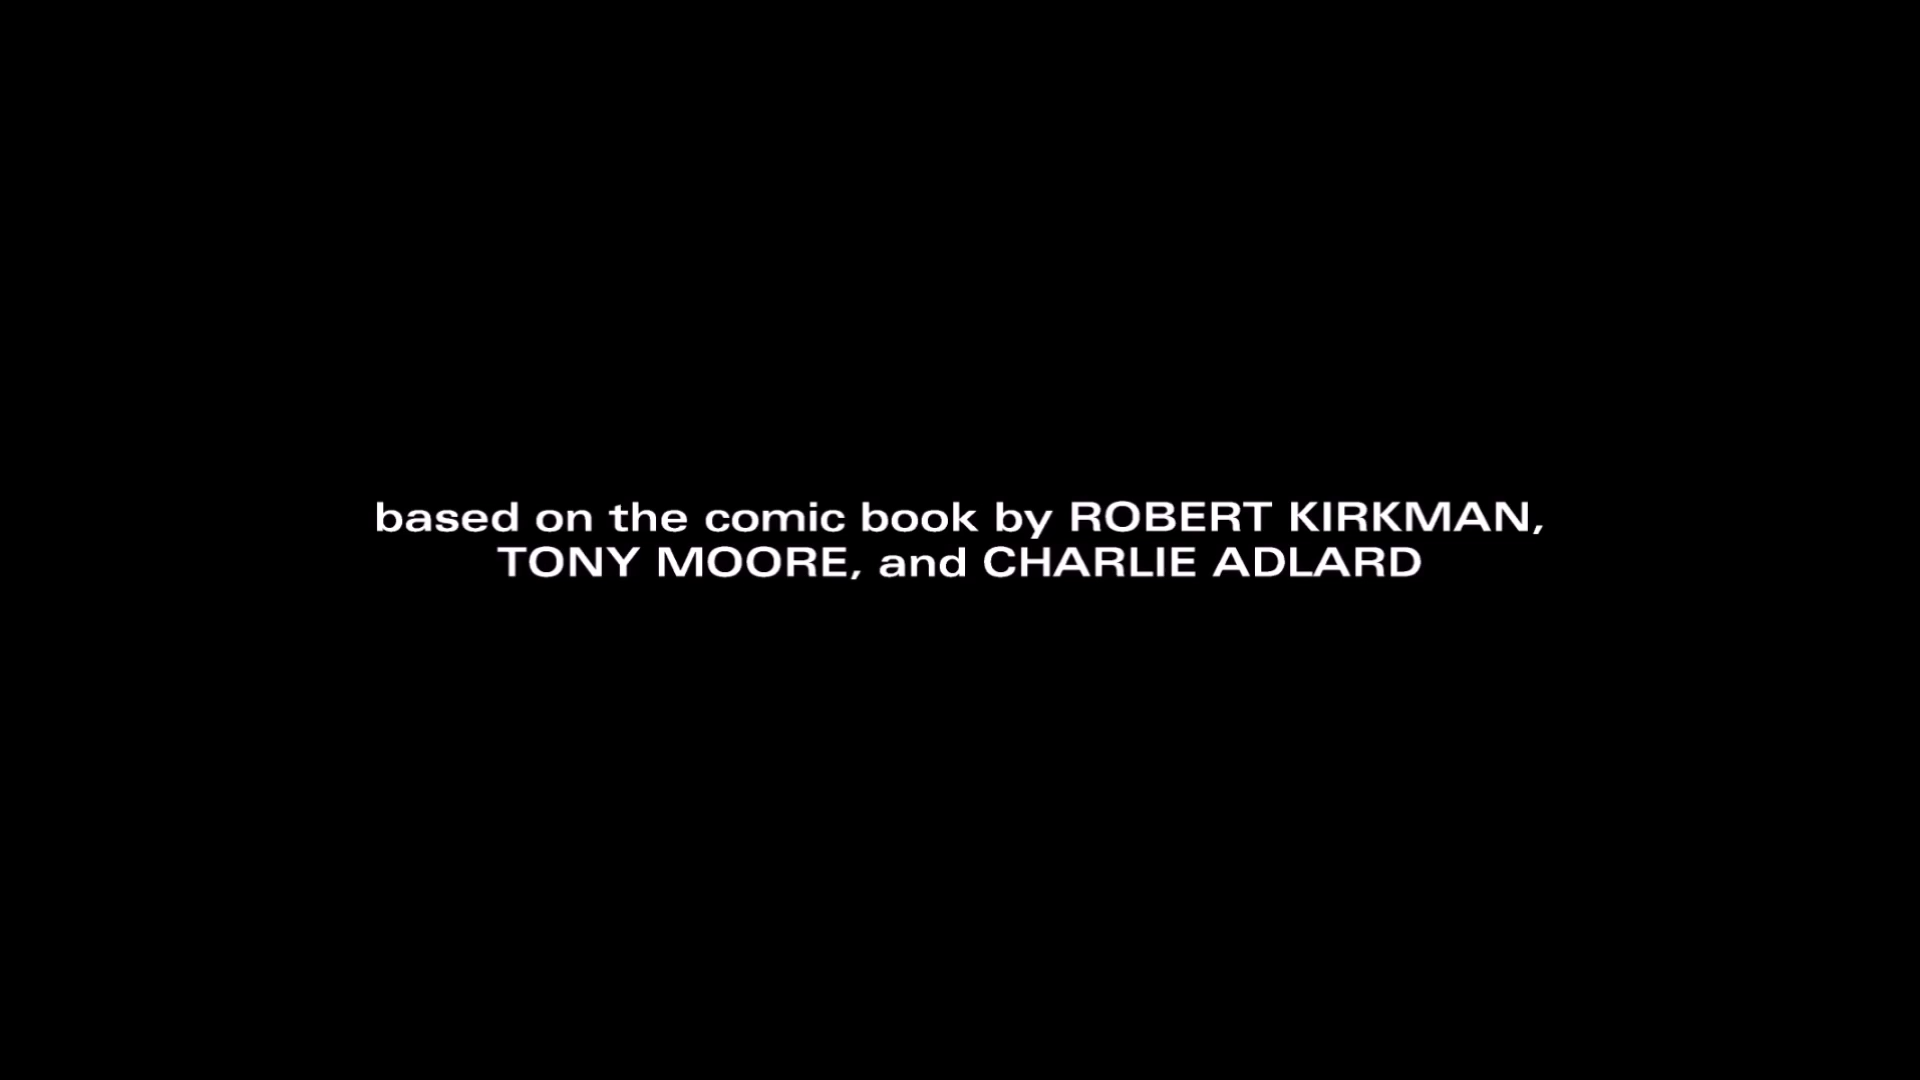 based on the comic book by ROBERT KIRKMAN,
TONY MOORE, and CHARLIE ADLARD